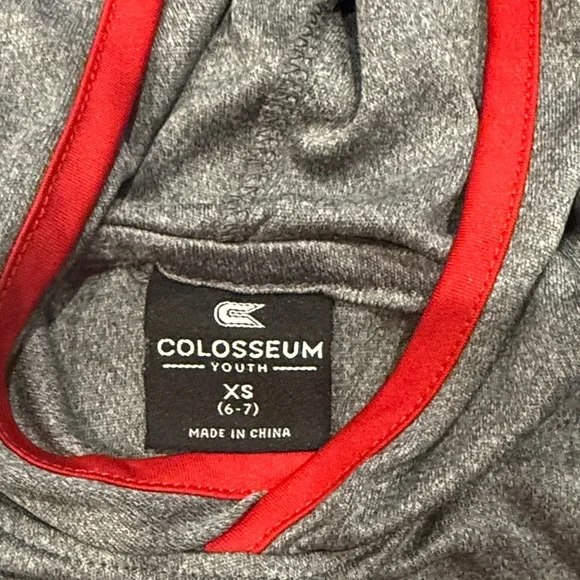 COLOSSEUM
YOUTH
XS
(6-7)
MADE IN CHINA